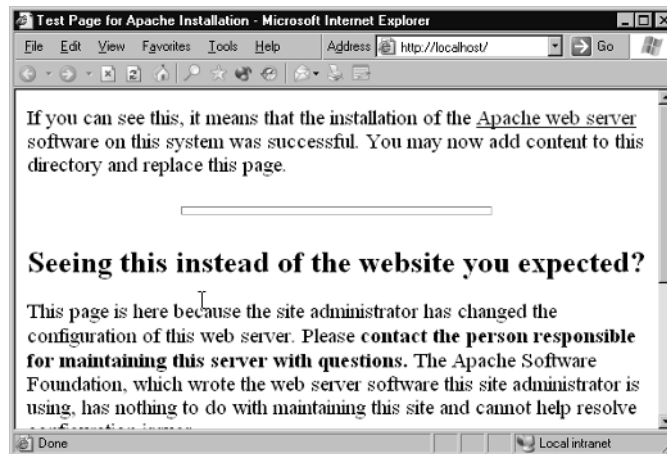 Test Page for Apache Installation - Microsoft Internet Explorer
File Edit View Favorites Tools Help Address http://localhost/ Go
If you can see this, it means that the installation of the Apache web server
software on this system was successful. You may now add content to this
directory and replace this page.
Seeing this instead of the website you expected?
This page is here because the site administrator has changed the
configuration of this web server. Please contact the person responsible
for maintaining this server with questions. The Apache Software
Foundation, which wrote the web server software this site administrator is
using, has nothing to do with maintaining this site and cannot help resolve
Done Local intranet